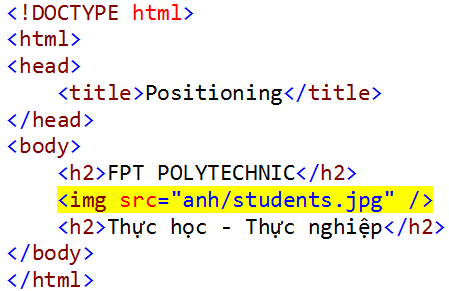 <!DOCTYPE html>
<html>
<head>
    <title>Positioning</title>
</head>
<body>
    <h2>FPT POLYTECHNIC</h2>
    <img src="anh/students.jpg" />
    <h2>Thực học - Thực nghiệp</h2>
</body>
</html>